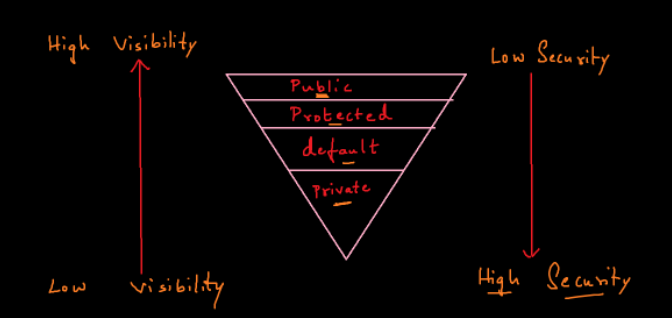 High Visibility
Low Security
Public
Protected
default
Private
Low Visibility
High Security